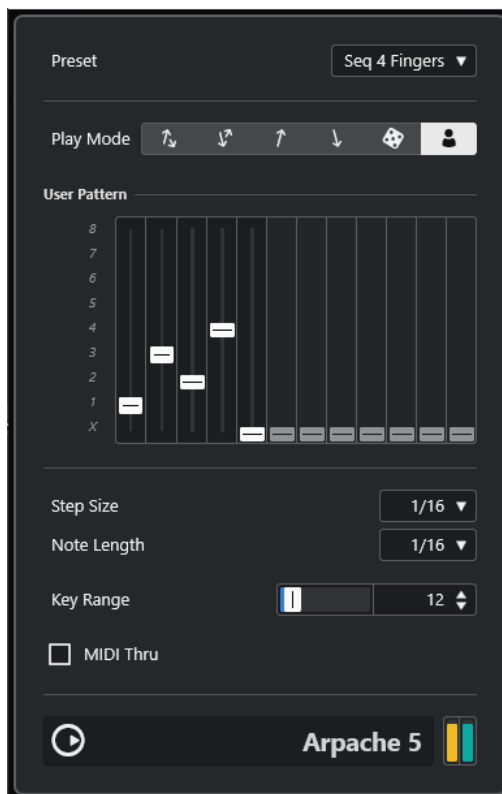 Preset Seq 4 Fingers
Play Mode
User Pattern
8
7
6
5
4
3
2
1
X
Step Size 1/16
Note Length 1/16
Key Range 12
MIDI Thru
Arpache 5